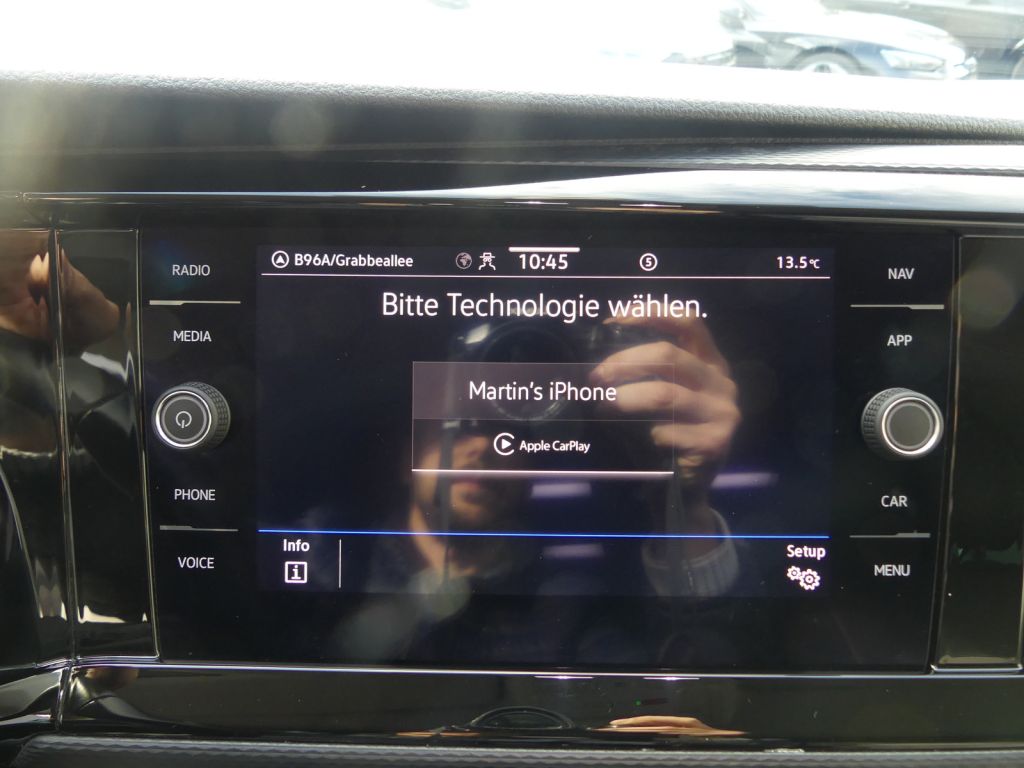 RADIO
MEDIA
PHONE
VOICE
B96A/Grabbeallee
10:45
5
13.5°C
Bitte Technologie wählen.
Martin's iPhone
Apple CarPlay
Info
i
Setup
NAV
APP
CAR
MENU